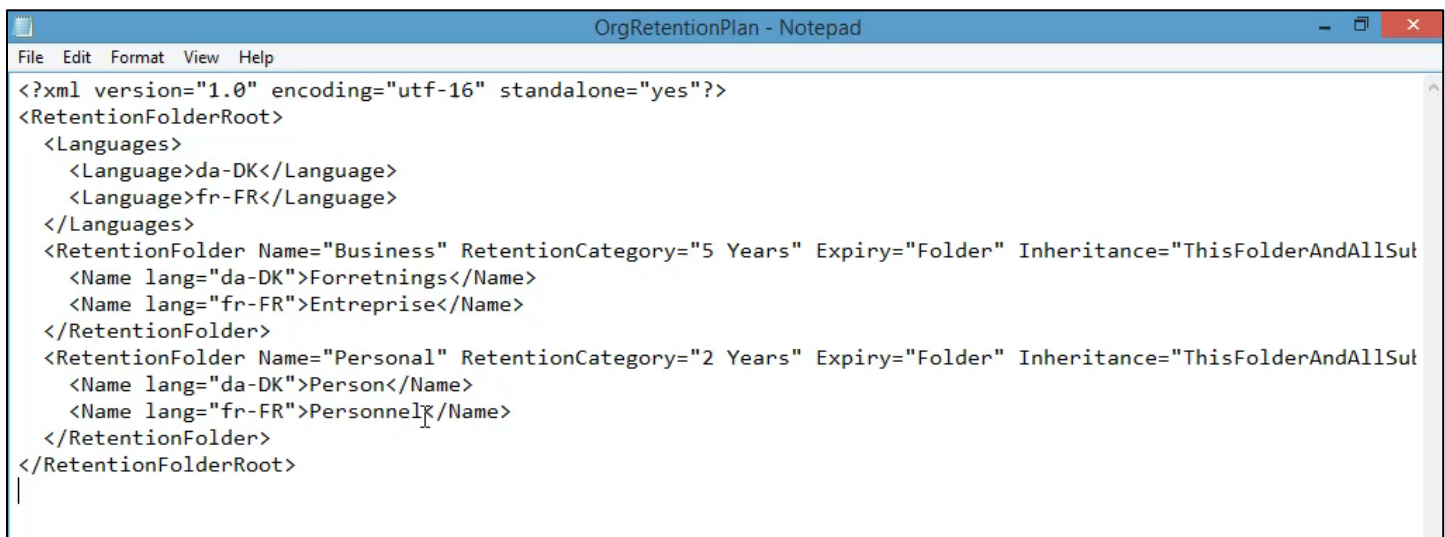 OrgRetentionPlan - Notepad
File Edit Format View Help
<?xml version="1.0" encoding="utf-16" standalone="yes"?>
<RetentionFolderRoot>
  <Languages>
    <Language>da-DK</Language>
    <Language>fr-FR</Language>
  </Languages>
  <RetentionFolder Name="Business" RetentionCategory="5 Years" Expiry="Folder" Inheritance="ThisFolderAndAllSub
    <Name lang="da-DK">Forretnings</Name>
    <Name lang="fr-FR">Entreprise</Name>
  </RetentionFolder>
  <RetentionFolder Name="Personal" RetentionCategory="2 Years" Expiry="Folder" Inheritance="ThisFolderAndAllSub
    <Name lang="da-DK">Person</Name>
    <Name lang="fr-FR">Personnel</Name>
  </RetentionFolder>
</RetentionFolderRoot>